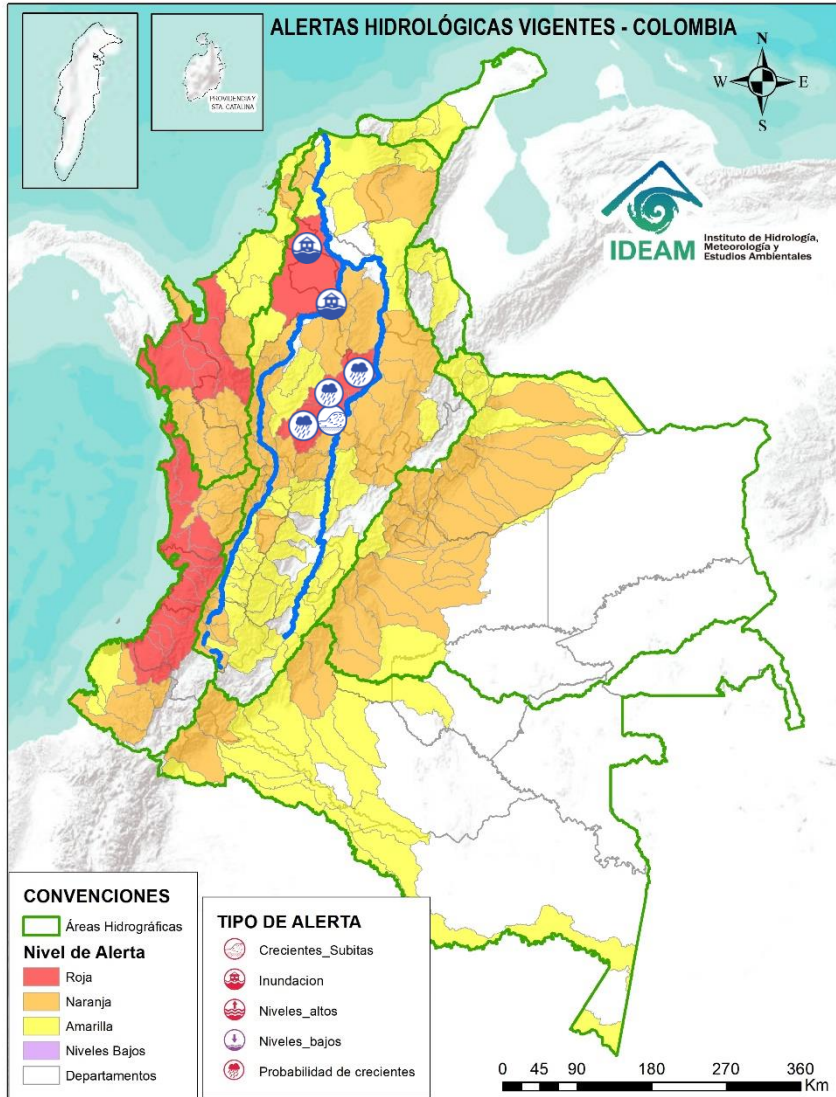 ALERTAS HIDROLÓGICAS VIGENTES - COLOMBIA
PROVIDENCIA Y
STA. CATALINA
N
W
E
S
IDEAM
Instituto de Hidrología,
Meteorología y
Estudios Ambientales
CONVENCIONES
Áreas Hidrográficas
Nivel de Alerta
Roja
Naranja
Amarilla
Niveles Bajos
Departamentos
TIPO DE ALERTA
Crecientes_Subitas
Inundacion
Niveles_altos
Niveles_bajos
Probabilidad de crecientes
0 45 90 180 270 360
Km